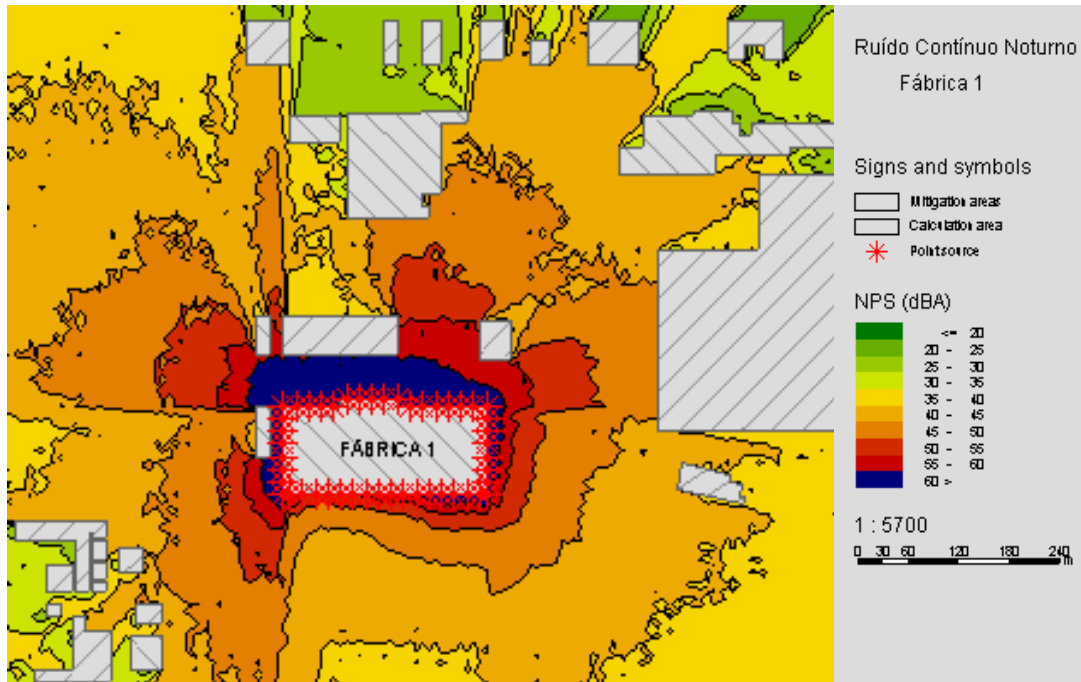 Ruído Contínuo Noturno
Fábrica 1
Signs and symbols
Mitigation areas
Calculation area
Point source
NPS (dBA)
<= 20
20 - 25
25 - 30
30 - 35
35 - 40
40 - 45
45 - 50
50 - 55
55 - 60
60 >
1 : 5700
0 30 60 120 180 240
m
FÁBRICA 1